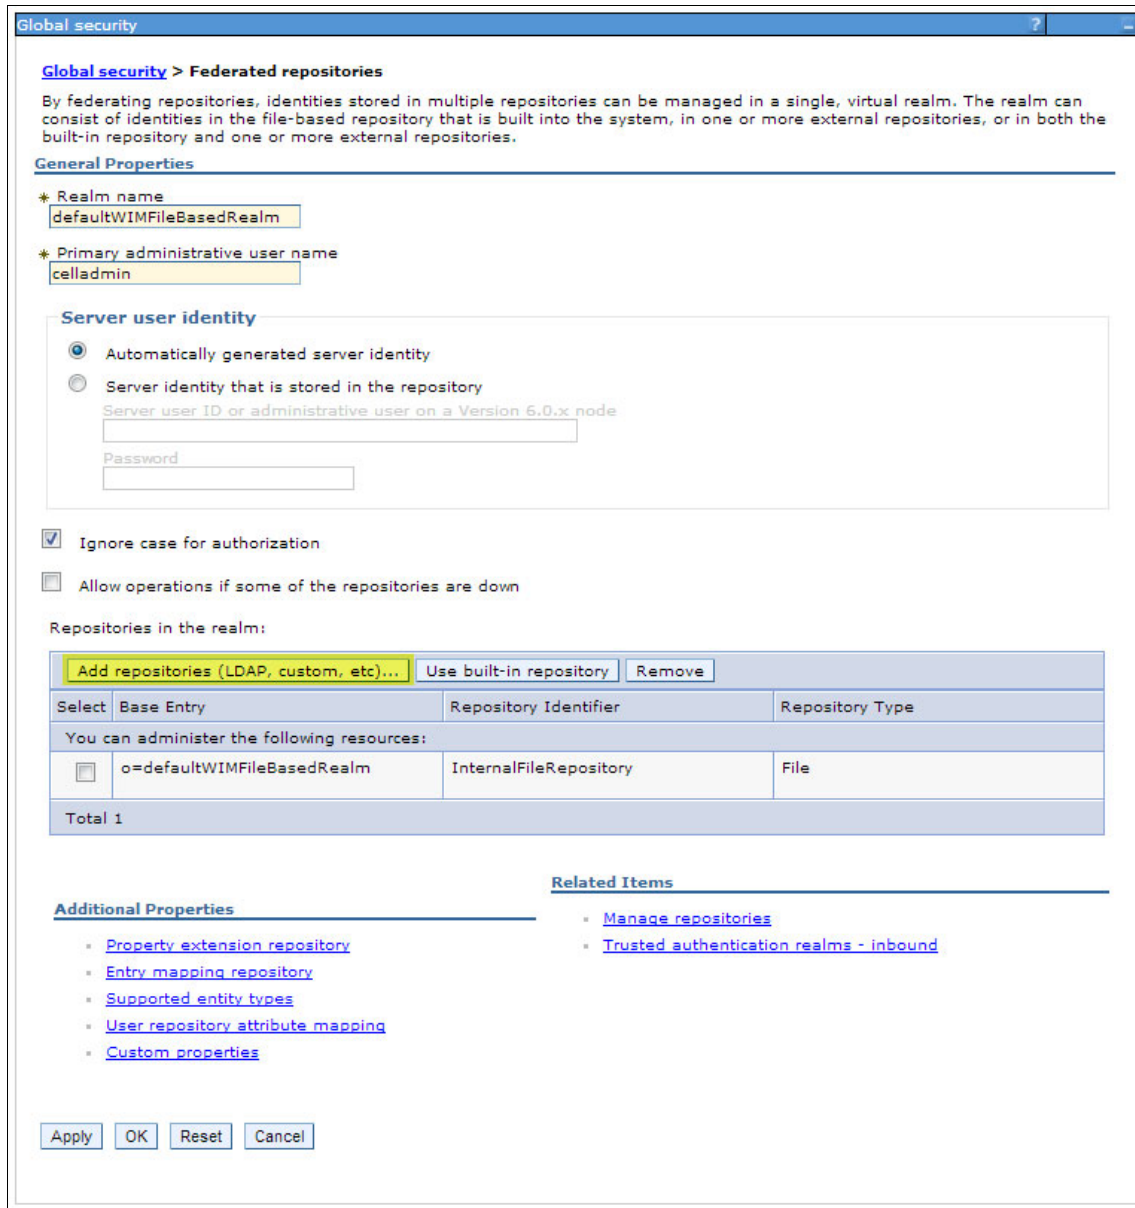 Global security ? –
Global security > Federated repositories
By federating repositories, identities stored in multiple repositories can be managed in a single, virtual realm. The realm can
consist of identities in the file-based repository that is built into the system, in one or more external repositories, or in both the
built-in repository and one or more external repositories.
General Properties
* Realm name
defaultWIMFileBasedRealm
* Primary administrative user name
celladmin
Server user identity
Automatically generated server identity
Server identity that is stored in the repository
Server user ID or administrative user on a Version 6.0.x node
Password
Ignore case for authorization
Allow operations if some of the repositories are down
Repositories in the realm:
Add repositories (LDAP, custom, etc)... Use built-in repository Remove
Select Base Entry Repository Identifier Repository Type
You can administer the following resources:
o=defaultWIMFileBasedRealm InternalFileRepository File
Total 1
Additional Properties
Property extension repository
Entry mapping repository
Supported entity types
User repository attribute mapping
Custom properties
Related Items
Manage repositories
Trusted authentication realms - inbound
Apply OK Reset Cancel